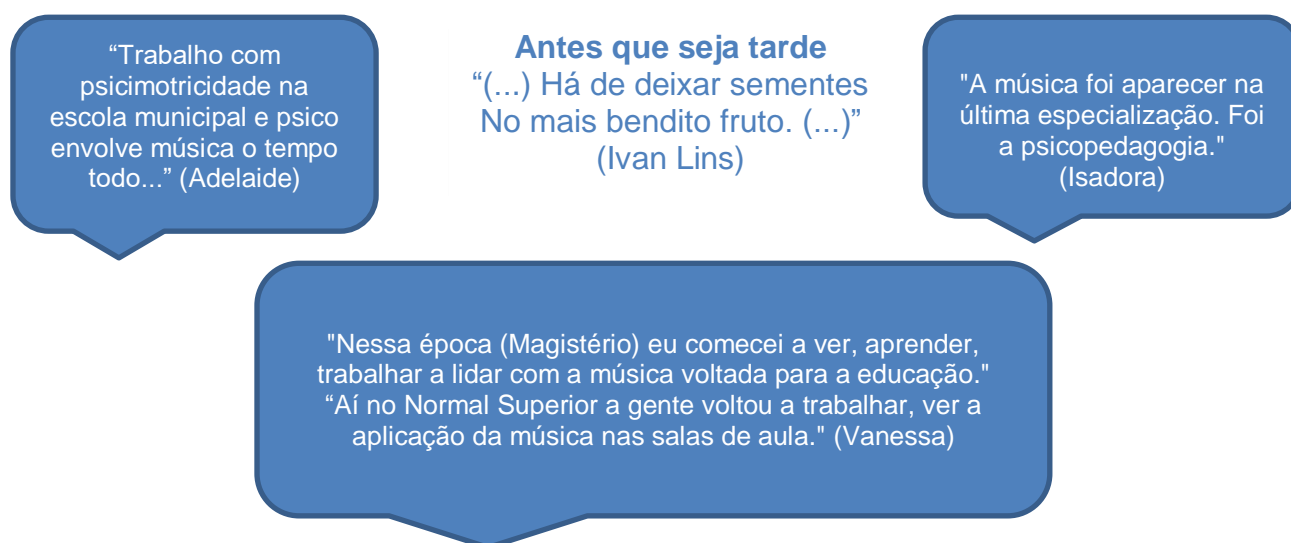 “Trabalho com
psicimotricidade na
escola municipal e psico
envolve música o tempo
todo...” (Adelaide)
Antes que seja tarde
“(...) Há de deixar sementes
No mais bendito fruto. (...)”
(Ivan Lins)
"A música foi aparecer na
última especialização. Foi
a psicopedagogia."
(Isadora)
"Nessa época (Magistério) eu comecei a ver, aprender,
trabalhar a lidar com a música voltada para a educação."
“Aí no Normal Superior a gente voltou a trabalhar, ver a
aplicação da música nas salas de aula." (Vanessa)